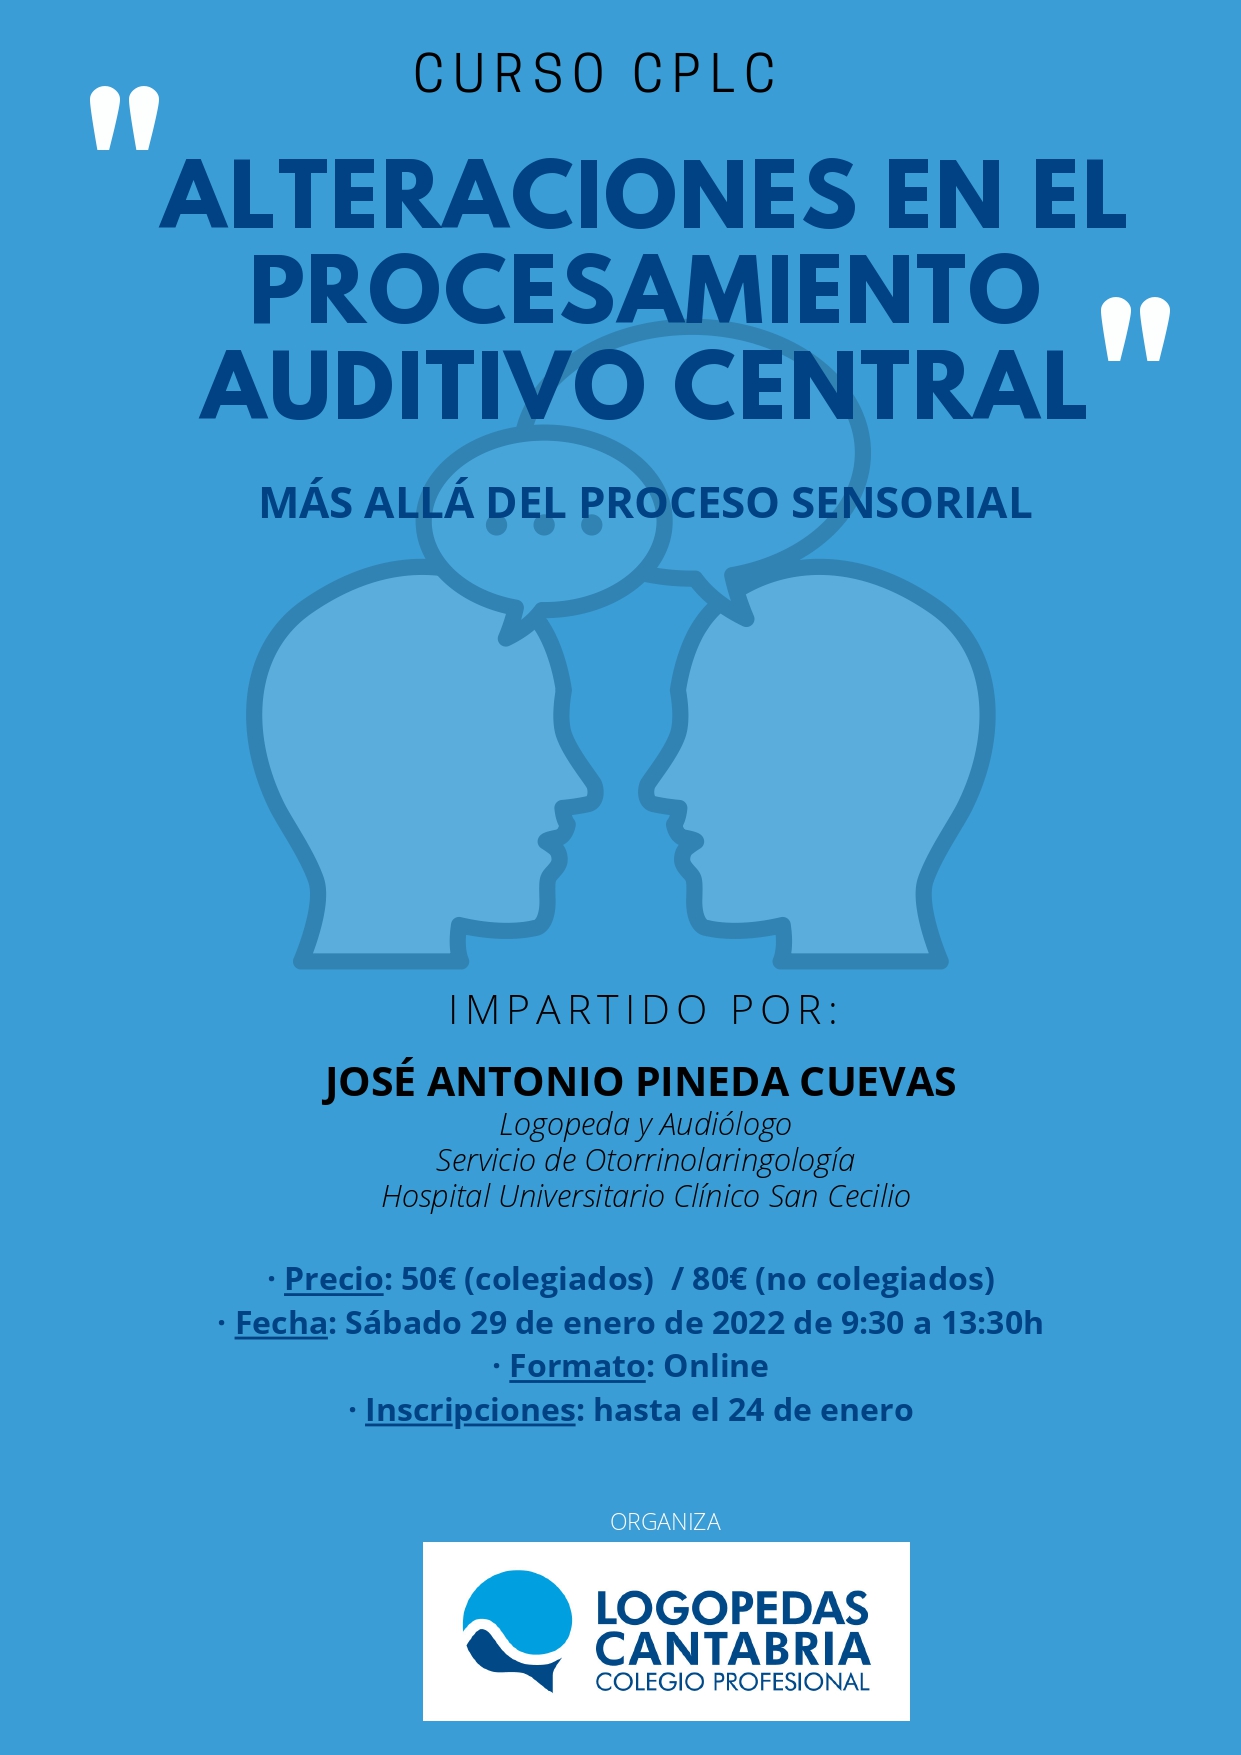 CURSO CPLC
"ALTERACIONES EN EL
PROCESAMIENTO
AUDITIVO CENTRAL"
MÁS ALLÁ DEL PROCESO SENSORIAL
IMPARTIDO POR:
JOSÉ ANTONIO PINEDA CUEVAS
Logopeda y Audiólogo
Servicio de Otorrinolaringología
Hospital Universitario Clínico San Cecilio
· Precio: 50€ (colegiados) / 80€ (no colegiados)
· Fecha: Sábado 29 de enero de 2022 de 9:30 a 13:30h
· Formato: Online
· Inscripciones: hasta el 24 de enero
ORGANIZA
LOGOPEDAS
CANTABRIA
COLEGIO PROFESIONAL